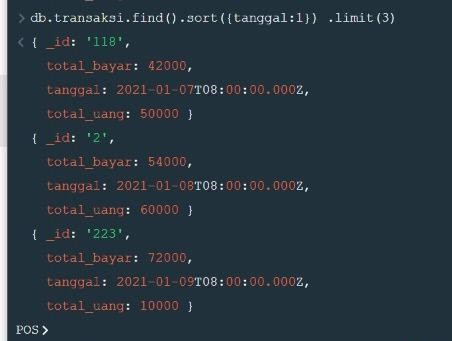 > db.transaksi.find().sort({tanggal:1}) .limit(3)
< { _id: '118',
total_bayar: 42000,
tanggal: 2021-01-07T08:00:00.000Z,
total_uang: 50000 }
{ _id: '2',
total_bayar: 54000,
tanggal: 2021-01-08T08:00:00.000Z,
total_uang: 60000 }
{ _id: '223',
total_bayar: 72000,
tanggal: 2021-01-09T08:00:00.000Z,
total_uang: 10000 }
POS>